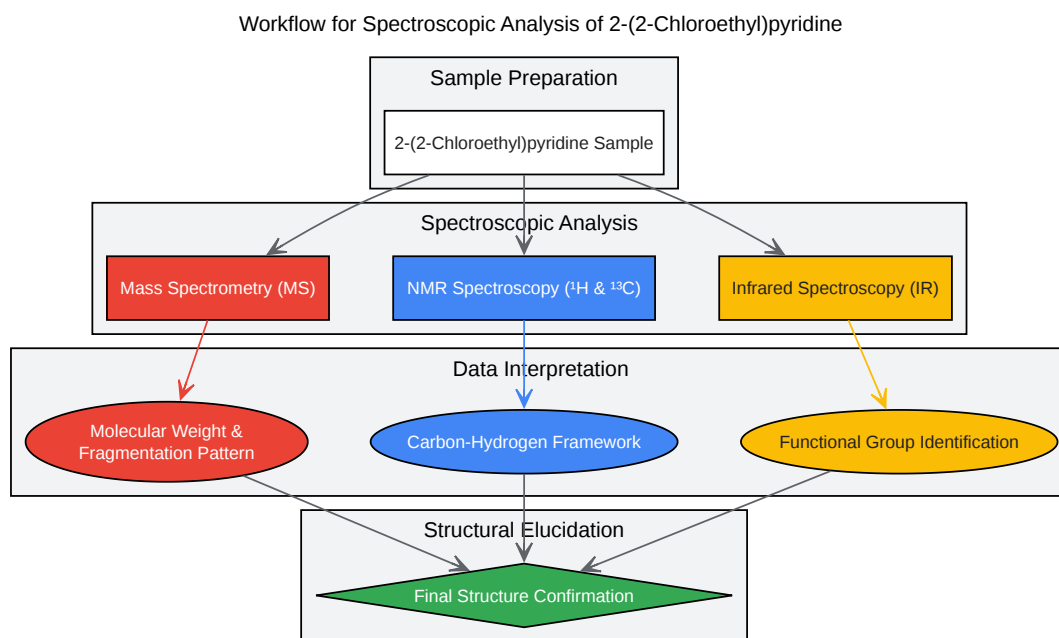 Workflow for Spectroscopic Analysis of 2-(2-Chloroethyl)pyridine
Sample Preparation
2-(2-Chloroethyl)pyridine Sample
Spectroscopic Analysis
Mass Spectrometry (MS)
NMR Spectroscopy (¹H & ¹³C)
Infrared Spectroscopy (IR)
Data Interpretation
Molecular Weight &
Fragmentation Pattern
Carbon-Hydrogen Framework
Functional Group Identification
Structural Elucidation
Final Structure Confirmation